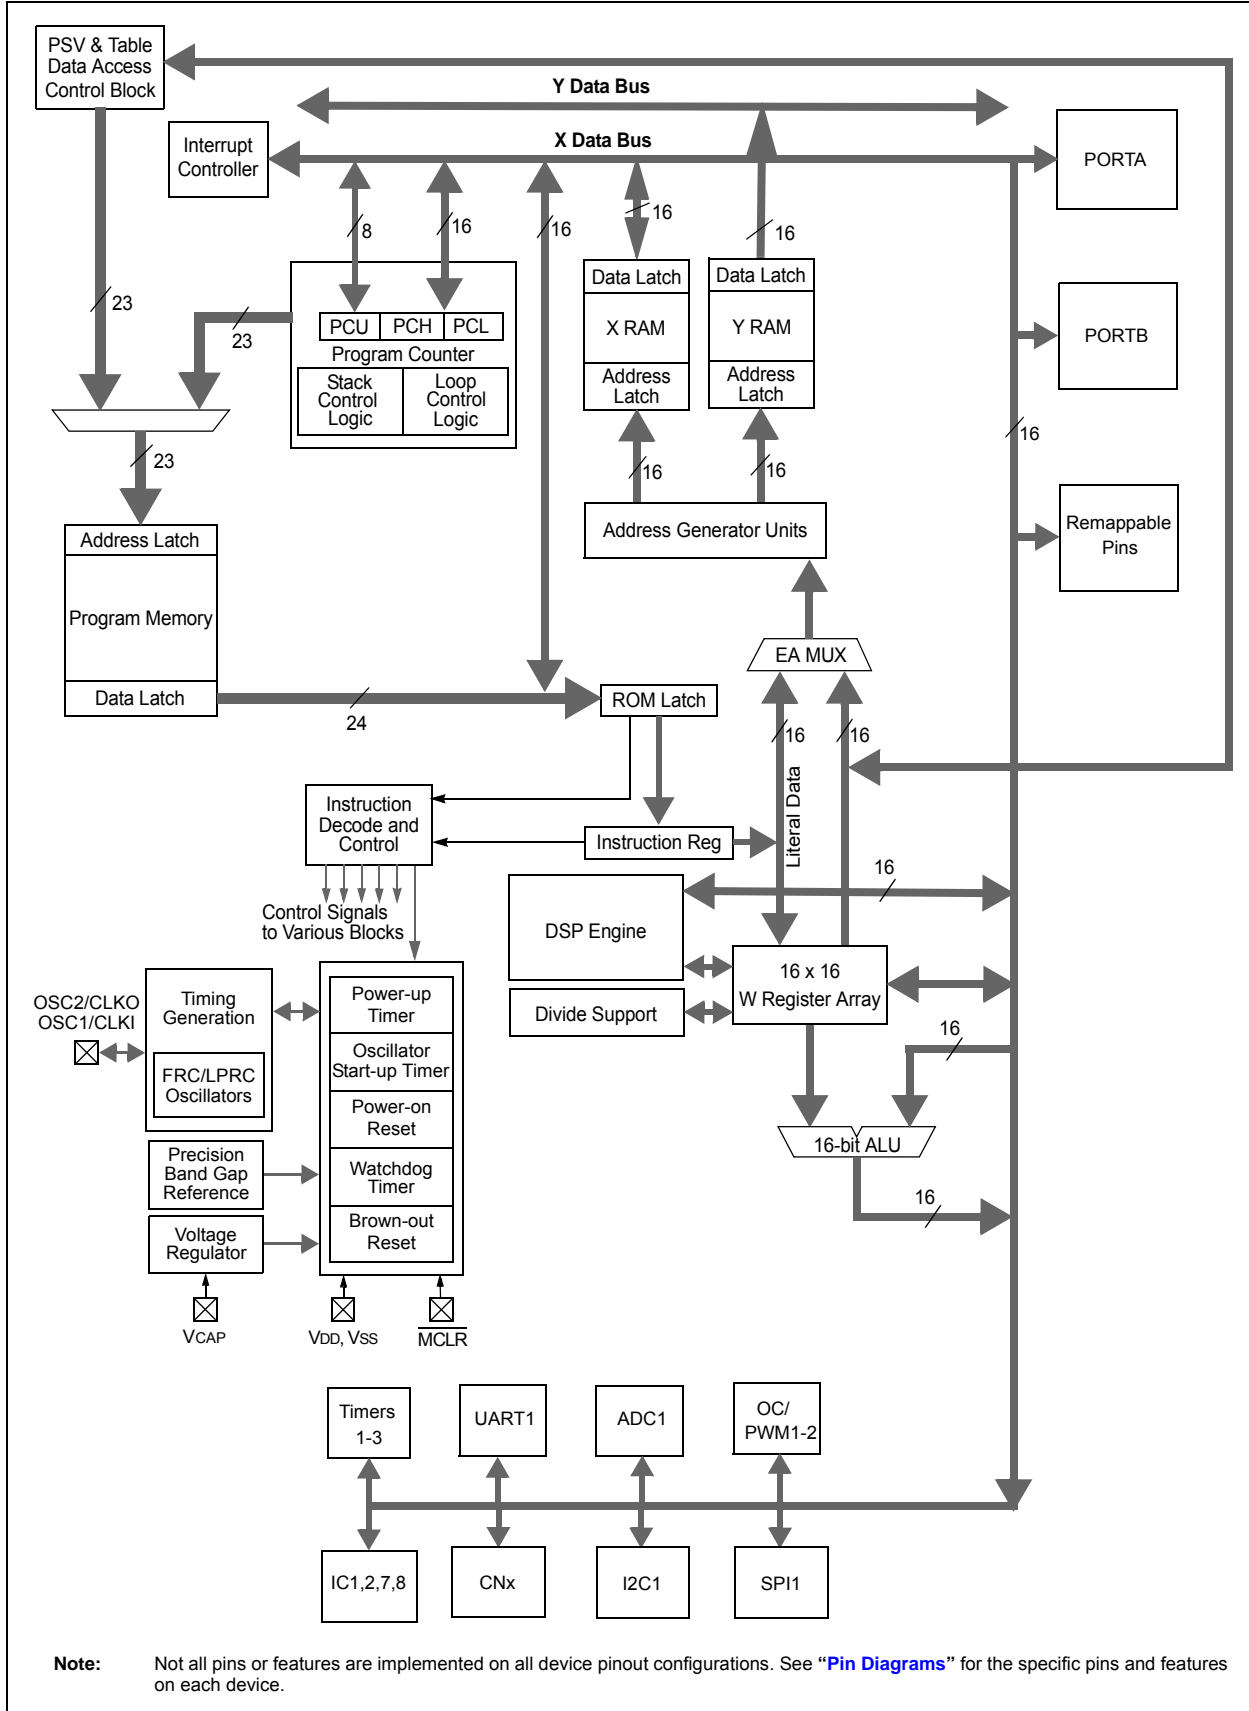 PSV & Table
Data Access
Control Block
Y Data Bus
X Data Bus
Interrupt
Controller
PORTA
8
16
16
16
16
Data Latch
Data Latch
23
23
PCU
PCH
PCL
X RAM
Y RAM
PORTB
Program Counter
Stack
Control
Logic
Loop
Control
Logic
Address
Latch
Address
Latch
16
23
16
16
Address Latch
Address Generator Units
Remappable
Pins
Program Memory
EA MUX
Data Latch
24
ROM Latch
16
16
Literal Data
Instruction
Decode and
Control
Instruction Reg
16
Control Signals
to Various Blocks
DSP Engine
16 x 16
W Register Array
OSC2/CLKO
OSC1/CLKI
Timing
Generation
Power-up
Timer
Divide Support
16
Oscillator
Start-up Timer
FRC/LPRC
Oscillators
Power-on
Reset
16-bit ALU
Precision
Band Gap
Reference
Watchdog
Timer
16
Voltage
Regulator
Brown-out
Reset
VCAP
VDD, VSS
MCLR
Timers
1-3
UART1
ADC1
OC/
PWM1-2
IC1,2,7,8
CNx
I2C1
SPI1
Note: Not all pins or features are implemented on all device pinout configurations. See “Pin Diagrams” for the specific pins and features
on each device.